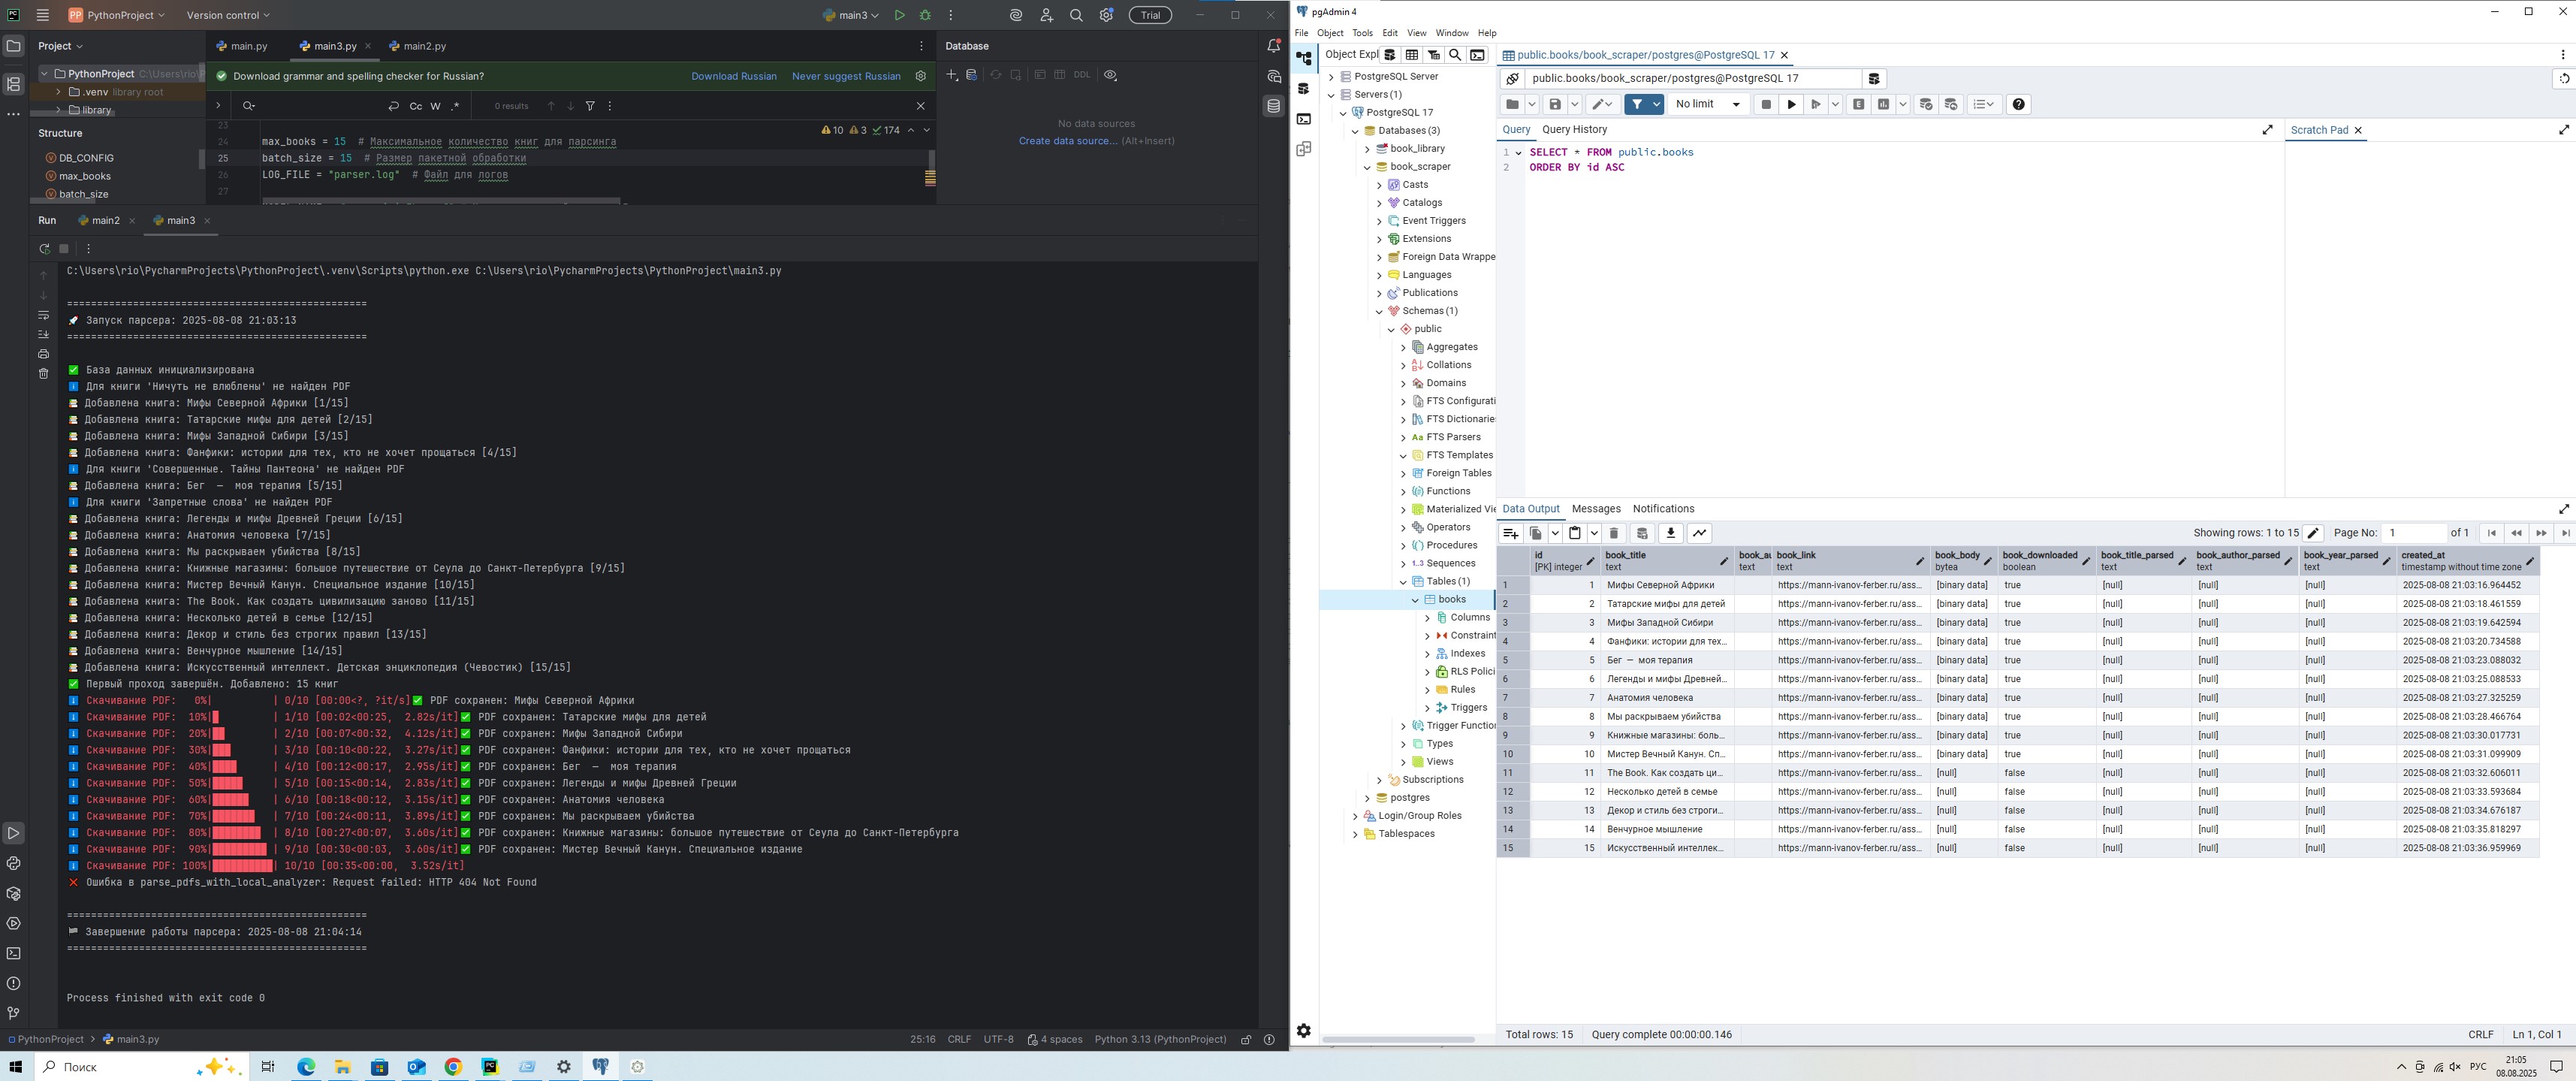 PP PythonProject Version control main3 Trial
Project
main.py main3.py main2.py
Database
PythonProject C:\Users\rio\P
.venv library root
library
Download grammar and spelling checker for Russian? Download Russian Never suggest Russian
Cc W .* 0 results
No data sources
Create data source... (Alt+Insert)
Structure
DB_CONFIG
max_books
batch_size
10 3 174
23
24 max_books = 15 # Максимальное количество книг для парсинга
25 batch_size = 15 # Размер пакетной обработки
26 LOG_FILE = "parser.log" # Файл для логов
27
DDL
Run main2 main3
C:\Users\rio\PycharmProjects\PythonProject\.venv\Scripts\python.exe C:\Users\rio\PycharmProjects\PythonProject\main3.py
==================================================
🚀 Запуск парсера: 2025-08-08 21:03:13
==================================================
✅ База данных инициализирована
ℹ️ Для книги 'Ничуть не влюблены' не найден PDF
📚 Добавлена книга: Мифы Северной Африки [1/15]
📚 Добавлена книга: Татарские мифы для детей [2/15]
📚 Добавлена книга: Мифы Западной Сибири [3/15]
📚 Добавлена книга: Фанфики: истории для тех, кто не хочет прощаться [4/15]
ℹ️ Для книги 'Совершенные. Тайны Пантеона' не найден PDF
📚 Добавлена книга: Бег — моя терапия [5/15]
ℹ️ Для книги 'Запретные слова' не найден PDF
📚 Добавлена книга: Легенды и мифы Древней Греции [6/15]
📚 Добавлена книга: Анатомия человека [7/15]
📚 Добавлена книга: Мы раскрываем убийства [8/15]
📚 Добавлена книга: Книжные магазины: большое путешествие от Сеула до Санкт-Петербурга [9/15]
📚 Добавлена книга: Мистер Вечный Канун. Специальное издание [10/15]
📚 Добавлена книга: The Book. Как создать цивилизацию заново [11/15]
📚 Добавлена книга: Несколько детей в семье [12/15]
📚 Добавлена книга: Декор и стиль без строгих правил [13/15]
📚 Добавлена книга: Венчурное мышление [14/15]
📚 Добавлена книга: Искусственный интеллект. Детская энциклопедия (Чевостик) [15/15]
✅ Первый проход завершён. Добавлено: 15 книг
ℹ️ Скачивание PDF: 0%| | 0/10 [00:00<?, ?it/s]✅ PDF сохранен: Мифы Северной Африки
ℹ️ Скачивание PDF: 10%|█ | 1/10 [00:02<00:25, 2.82s/it]✅ PDF сохранен: Татарские мифы для детей
ℹ️ Скачивание PDF: 20%|██ | 2/10 [00:07<00:32, 4.12s/it]✅ PDF сохранен: Мифы Западной Сибири
ℹ️ Скачивание PDF: 30%|███ | 3/10 [00:10<00:22, 3.27s/it]✅ PDF сохранен: Фанфики: истории для тех, кто не хочет прощаться
ℹ️ Скачивание PDF: 40%|████ | 4/10 [00:12<00:17, 2.95s/it]✅ PDF сохранен: Бег — моя терапия
ℹ️ Скачивание PDF: 50%|█████ | 5/10 [00:15<00:14, 2.83s/it]✅ PDF сохранен: Легенды и мифы Древней Греции
ℹ️ Скачивание PDF: 60%|██████ | 6/10 [00:18<00:12, 3.15s/it]✅ PDF сохранен: Анатомия человека
ℹ️ Скачивание PDF: 70%|███████ | 7/10 [00:24<00:11, 3.89s/it]✅ PDF сохранен: Мы раскрываем убийства
ℹ️ Скачивание PDF: 80%|████████ | 8/10 [00:27<00:07, 3.60s/it]✅ PDF сохранен: Книжные магазины: большое путешествие от Сеула до Санкт-Петербурга
ℹ️ Скачивание PDF: 90%|█████████ | 9/10 [00:30<00:03, 3.60s/it]✅ PDF сохранен: Мистер Вечный Канун. Специальное издание
ℹ️ Скачивание PDF: 100%|██████████| 10/10 [00:35<00:00, 3.52s/it]
❌ Ошибка в parse_pdfs_with_local_analyzer: Request failed: HTTP 404 Not Found
==================================================
🏁 Завершение работы парсера: 2025-08-08 21:04:14
==================================================
Process finished with exit code 0
PythonProject > main3.py 25:16 CRLF UTF-8 4 spaces Python 3.13 (PythonProject)
pgAdmin 4
File Object Tools Edit View Window Help
Object Expl
PostgreSQL Server
Servers (1)
PostgreSQL 17
Databases (3)
book_library
book_scraper
Casts
Catalogs
Event Triggers
Extensions
Foreign Data Wrappe
Languages
Publications
Schemas (1)
public
Aggregates
Collations
Domains
FTS Configurati
FTS Dictionarie
Aa FTS Parsers
FTS Templates
Foreign Tables
Functions
Materialized Vie
Operators
Procedures
1..3 Sequences
Tables (1)
books
Columns
Constraint
Indexes
RLS Polici
Rules
Triggers
Trigger Functior
Types
Views
Subscriptions
postgres
Login/Group Roles
Tablespaces
public.books/book_scraper/postgres@PostgreSQL 17
public.books/book_scraper/postgres@PostgreSQL 17
No limit
Query Query History Scratch Pad
1 SELECT * FROM public.books
2 ORDER BY id ASC
Data Output Messages Notifications
Showing rows: 1 to 15 Page No: 1 of 1
id book_title book_au book_link book_body book_downloaded book_title_parsed book_author_parsed book_year_parsed created_at
[PK] integer text text text bytea boolean text text text timestamp without time zone
1 1 Мифы Северной Африки https://mann-ivanov-ferber.ru/ass... [binary data] true [null] [null] [null] 2025-08-08 21:03:16.964452
2 2 Татарские мифы для детей https://mann-ivanov-ferber.ru/ass... [binary data] true [null] [null] [null] 2025-08-08 21:03:18.461559
3 3 Мифы Западной Сибири https://mann-ivanov-ferber.ru/ass... [binary data] true [null] [null] [null] 2025-08-08 21:03:19.642594
4 4 Фанфики: истории для тех... https://mann-ivanov-ferber.ru/ass... [binary data] true [null] [null] [null] 2025-08-08 21:03:20.734588
5 5 Бег — моя терапия https://mann-ivanov-ferber.ru/ass... [binary data] true [null] [null] [null] 2025-08-08 21:03:23.088032
6 6 Легенды и мифы Древней... https://mann-ivanov-ferber.ru/ass... [binary data] true [null] [null] [null] 2025-08-08 21:03:25.088533
7 7 Анатомия человека https://mann-ivanov-ferber.ru/ass... [binary data] true [null] [null] [null] 2025-08-08 21:03:27.325259
8 8 Мы раскрываем убийства https://mann-ivanov-ferber.ru/ass... [binary data] true [null] [null] [null] 2025-08-08 21:03:28.466764
9 9 Книжные магазины: боль... https://mann-ivanov-ferber.ru/ass... [binary data] true [null] [null] [null] 2025-08-08 21:03:30.017731
10 10 Мистер Вечный Канун. Сп... https://mann-ivanov-ferber.ru/ass... [binary data] true [null] [null] [null] 2025-08-08 21:03:31.099909
11 11 The Book. Как создать ци... https://mann-ivanov-ferber.ru/ass... [null] false [null] [null] [null] 2025-08-08 21:03:32.606011
12 12 Несколько детей в семье https://mann-ivanov-ferber.ru/ass... [null] false [null] [null] [null] 2025-08-08 21:03:33.593684
13 13 Декор и стиль без строги... https://mann-ivanov-ferber.ru/ass... [null] false [null] [null] [null] 2025-08-08 21:03:34.676187
14 14 Венчурное мышление https://mann-ivanov-ferber.ru/ass... [null] false [null] [null] [null] 2025-08-08 21:03:35.818297
15 15 Искусственный интеллек... https://mann-ivanov-ferber.ru/ass... [null] false [null] [null] [null] 2025-08-08 21:03:36.959969
Total rows: 15 Query complete 00:00:00.146 CRLF Ln 1, Col 1
Поиск
РУС 21:05
08.08.2025